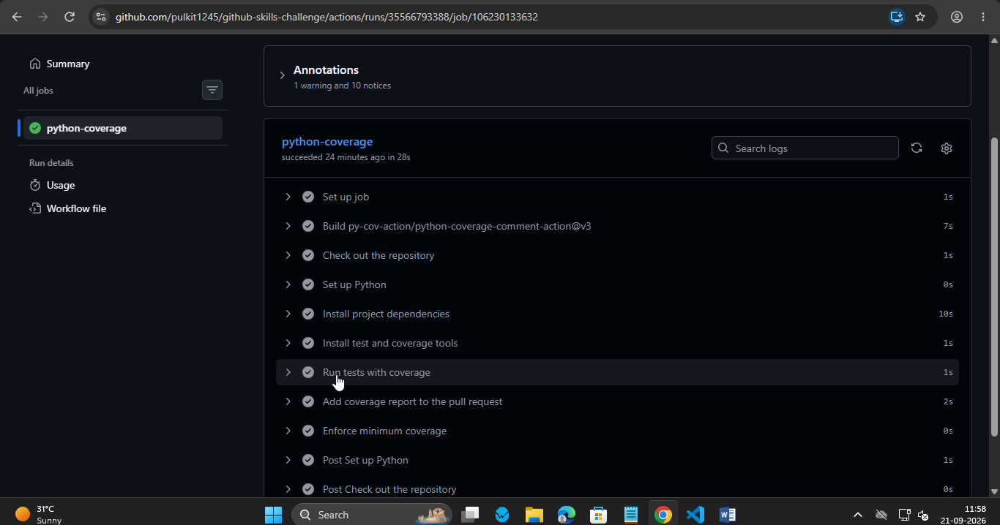 github.com/pulkit1245/github-skills-challenge/actions/runs/35566793388/job/106230133632
Summary
All jobs
python-coverage
Run details
Usage
Workflow file
Annotations
1 warning and 10 notices
python-coverage
succeeded 24 minutes ago in 28s
Search logs
Set up job 1s
Build py-cov-action/python-coverage-comment-action@v3 7s
Check out the repository 1s
Set up Python 0s
Install project dependencies 10s
Install test and coverage tools 1s
Run tests with coverage 1s
Add coverage report to the pull request 2s
Enforce minimum coverage 0s
Post Set up Python 1s
Post Check out the repository 0s
31°C
Sunny
Search
11:58
21-09-2026